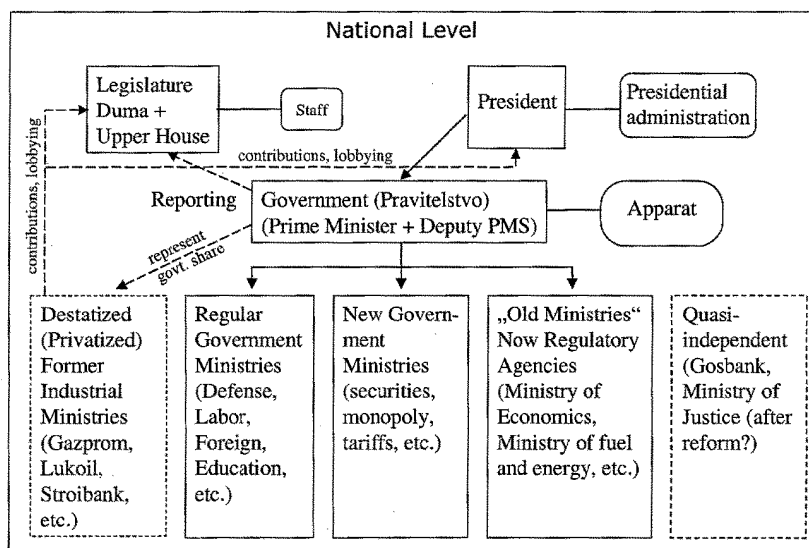 National Level
Legislature
Duma +
Upper House
Staff
President
Presidential
administration
contributions, lobbying
contributions, lobbying
Reporting
Government (Pravitelstvo)
(Prime Minister + Deputy PMS)
Apparat
represent
govt. share
Destatized
(Privatized)
Former
Industrial
Ministries
(Gazprom,
Lukoil,
Stroibank,
etc.)
Regular
Government
Ministries
(Defense,
Labor,
Foreign,
Education,
etc.)
New Govern-
ment
Ministries
(securities,
monopoly,
tariffs, etc.)
„Old Ministries“
Now Regulatory
Agencies
(Ministry of
Economics,
Ministry of fuel
and energy, etc.)
Quasi-
independent
(Gosbank,
Ministry of
Justice (after
reform?)